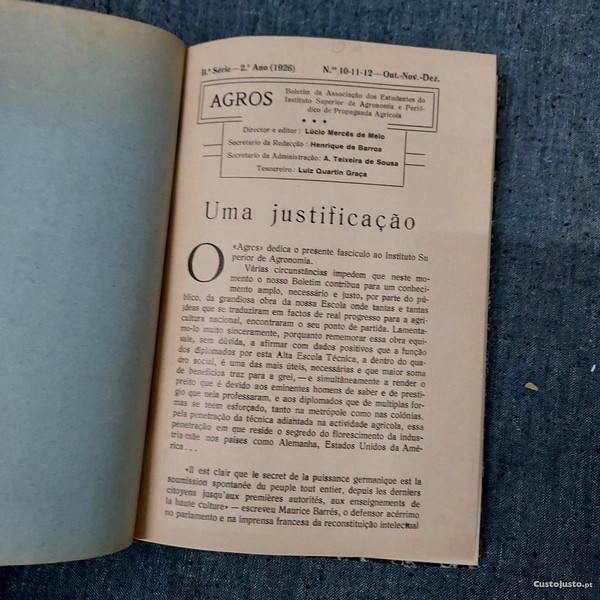 II.ª Série—2.º Ano (1926)
N.ºˢ 10-11-12—Out.-Nov.-Dez.
AGROS
Boletim da Associação dos Estudantes do
Instituto Superior de Agronomia e Perió-
dico de Propaganda Agrícola
Director e editor: Lúcio Mercês de Melo
Secretario da Redacção: Henrique de Barros
Secretario da Administração: A. Teixeira de Sousa
Tesoureiro: Luiz Quartin Graça
Uma justificação
O «Agros» dedica o presente fasciculo ao Instituto Su
perior de Agronomia.
Várias circunstâncias impedem que neste mo-
mento o nosso Boletim contribua para um conheci-
mento amplo, necessário e justo, por parte do pú-
blico, da grandiosa obra da nossa Escola onde tantas e tantas
ideas que se traduziram em factos de real progresso para a agri-
cultura nacional, encontraram o seu ponto de partida. Lamenta-
mo-lo muito sinceramente, porquanto rememorar essa obra equi-
vale, sem dúvida, a afirmar com dados positivos que a função
dos diplomados por esta Alta Escola Técnica, a dentro do qua-
dro social, é uma das mais úteis, necessárias e que maior soma
de benefícios traz para a grei,—e simultâneamente a render o
preito que é devido aos eminentes homens de saber e de prestí-
gio que nela professaram, e aos diplomados que de multiplas for-
mas se teem esforçado, tanto na metrópole como nas colónias,
pela penetração da técnica adiantada na actividade agrícola, essa
penetração em que reside o segredo do florescimento da indus-
tria-mãe nos países como Alemanha, Estados Unidos da Amé-
rica...
«Il est clair que le secret de la puissance germanique est la
soumission spontanée du peuple tout entier, depuis les derniers
citoyens jusqu'aux premières autorités, aux enseignements de
la haute culture»— escreveu Maurice Barrés, o defensor acérrimo
no parlamento e na imprensa francesa da reconstituição intelectual
CustoJusto.pt